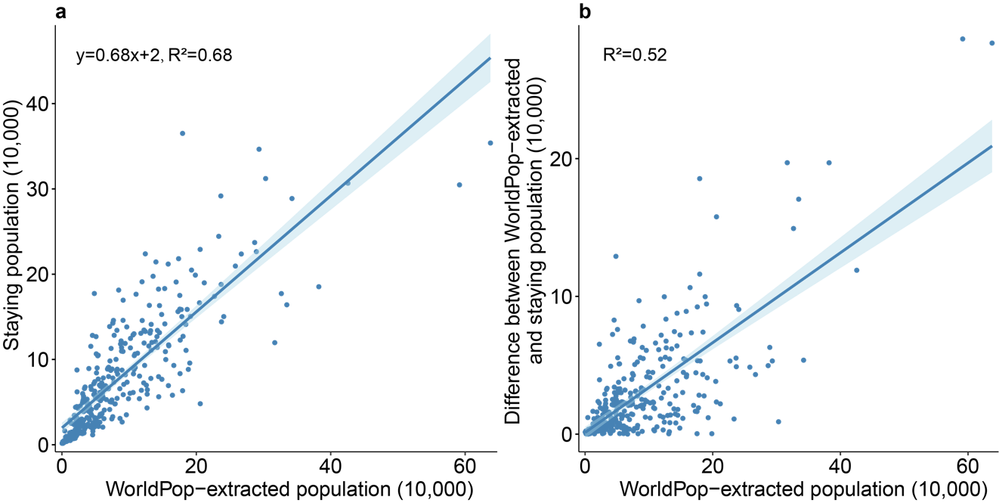 a
y=0.68x+2, R²=0.68
Staying population (10,000)
40
30
20
10
0
0
20
40
60
WorldPop−extracted population (10,000)
b
R²=0.52
Difference between WorldPop−extracted
and staying population (10,000)
20
10
0
0
20
40
60
WorldPop−extracted population (10,000)